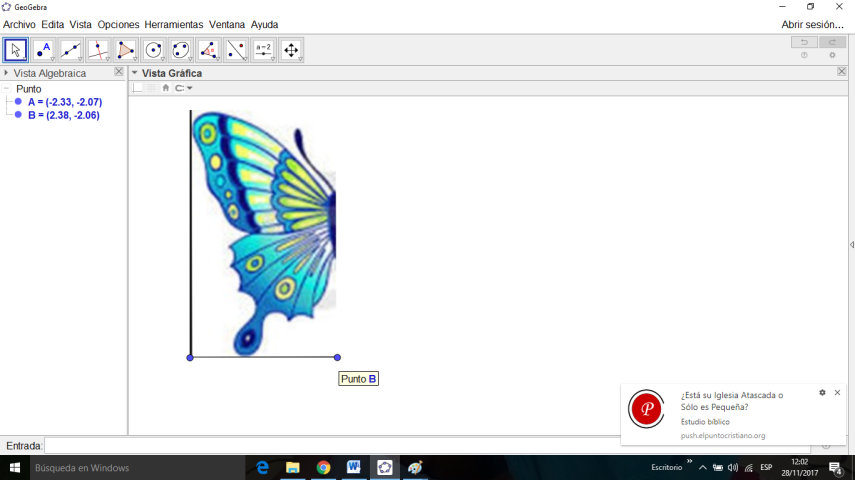 GeoGebra
Archivo Edita Vista Opciones Herramientas Ventana Ayuda
Abrir sesión...
A
a=2
Vista Algebraica
Vista Gráfica
Punto
A = (-2.33, -2.07)
B = (2.38, -2.06)
Punto B
¿Está su Iglesia Atascada o
Sólo es Pequeña?
Estudio bíblico
push.elpuntocristiano.org
P
Entrada:
Búsqueda en Windows
Escritorio
ESP
12:02
28/11/2017
4